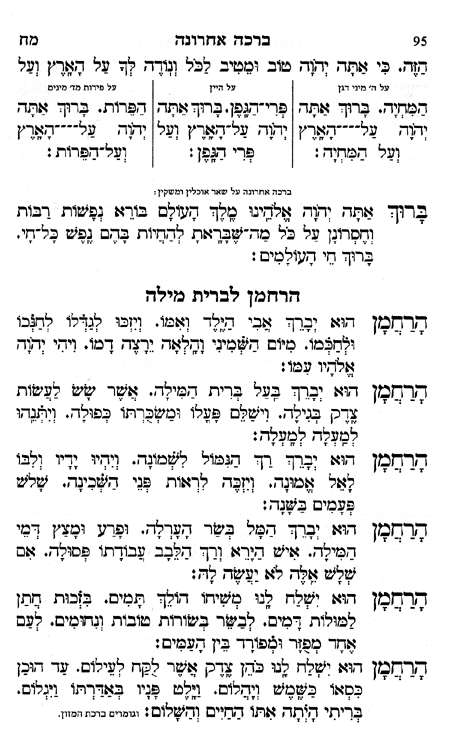 95 ברכה אחרונה מח
הַזֶּה. כִּי אַתָּה יְהֹוָה טוֹב וּמֵטִיב לַכֹּל וְנוֹדֶה לְךָ עַל הָאָרֶץ וְעַל
על ה׳ מיני דגן
הַמִּחְיָה. בָּרוּךְ אַתָּה
יְהֹוָה עַל־הָאָרֶץ
וְעַל הַמִּחְיָה:
על היין
פְּרִי־הַגֶּפֶן. בָּרוּךְ אַתָּה
יְהֹוָה עַל־הָאָרֶץ וְעַל
פְּרִי הַגֶּפֶן:
על פירות מד׳ מינים
הַפֵּרוֹת. בָּרוּךְ אַתָּה
יְהֹוָה עַל־הָאָרֶץ
וְעַל־הַפֵּרוֹת:
ברכה אחרונה על שאר אוכלין ומשקין:
בָּרוּךְ אַתָּה יְהֹוָה אֱלֹהֵינוּ מֶלֶךְ הָעוֹלָם בּוֹרֵא נְפָשׁוֹת רַבּוֹת
וְחֶסְרוֹנָן עַל כֹּל מַה־שֶּׁבָּרָאתָ לְהַחֲיוֹת בָּהֶם נֶפֶשׁ כָּל־חָי.
בָּרוּךְ חֵי הָעוֹלָמִים:
הרחמן לברית מילה
הָרַחֲמָן הוּא יְבָרֵךְ אֲבִי הַיֶּלֶד וְאִמּוֹ. וְיִזְכּוּ לְגַדְּלוֹ לְחַנְּכוֹ
וּלְחַכְּמוֹ. מִיּוֹם הַשְּׁמִינִי וָהָלְאָה יֵרָצֶה דָמוֹ. וִיהִי יְהֹוָה
אֱלֹהָיו עִמּוֹ:
הָרַחֲמָן הוּא יְבָרֵךְ בַּעַל בְּרִית הַמִּילָה. אֲשֶׁר שָׂשׂ לַעֲשׂוֹת
צֶדֶק בְּגִילָה. וִישַׁלֵּם פָּעֳלוֹ וּמַשְׂכֻּרְתּוֹ כְּפוּלָה. וְיִתְּנֵהוּ
לְמַעְלָה לְמָעְלָה:
הָרַחֲמָן הוּא יְבָרֵךְ רַךְ הַנִּמּוֹל לִשְׁמוֹנָה. וְיִהְיוּ יָדָיו וְלִבּוֹ
לָאֵל אֱמוּנָה. וְיִזְכֶּה לִרְאוֹת פְּנֵי הַשְּׁכִינָה. שָׁלֹשׁ
פְּעָמִים בַּשָּׁנָה:
הָרַחֲמָן הוּא יְבָרֵךְ הַמָּל בְּשַׂר הָעָרְלָה. וּפָרַע וּמָצַץ דְּמֵי
הַמִּילָה. אִישׁ הַיָּרֵא וְרַךְ הַלֵּבָב עֲבוֹדָתוֹ פְּסוּלָה. אִם
שְׁלָשׁ אֵלֶּה לֹא יַעֲשֶׂה לָהּ:
הָרַחֲמָן הוּא יִשְׁלַח לָנוּ מְשִׁיחוֹ הוֹלֵךְ תָּמִים. בִּזְכוּת חֲתַן
לַמּוּלוֹת דָּמִים. לְבַשֵּׂר בְּשׂוֹרוֹת טוֹבוֹת וְנִחוּמִים. לְעַם
אֶחָד מְפֻזָּר וּמְפוֹרָד בֵּין הָעַמִּים:
הָרַחֲמָן הוּא יִשְׁלַח לָנוּ כֹּהֵן צֶדֶק אֲשֶׁר לֻקַּח לְעֵילוֹם. עַד הוּכַן
כִּסְאוֹ כַּשֶּׁמֶשׁ וְיָהֲלוֹם. וַיָּלֶט פָּנָיו בְּאַדַּרְתּוֹ וַיִּגְלוֹם.
בְּרִיתִי הָיְתָה אִתּוֹ הַחַיִּים וְהַשָּׁלוֹם: וגומרים ברכת המזון.